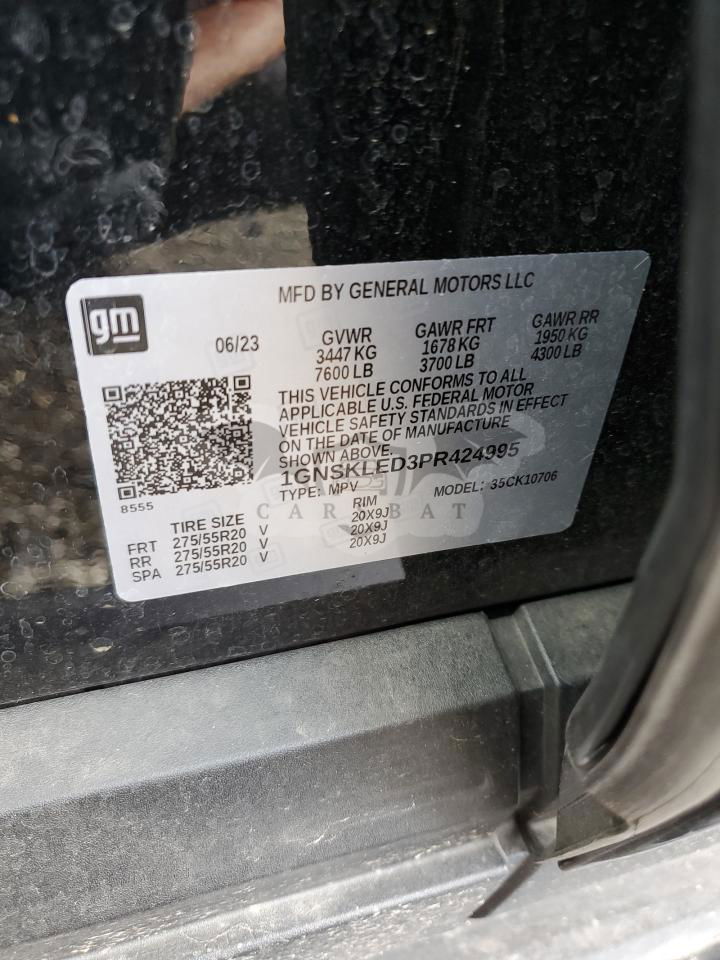 MFD BY GENERAL MOTORS LLC
gm
06/23
GVWR GAWR FRT GAWR RR
3447 KG 1678 KG 1950 KG
7600 LB 3700 LB 4300 LB
THIS VEHICLE CONFORMS TO ALL
APPLICABLE U.S. FEDERAL MOTOR
VEHICLE SAFETY STANDARDS IN EFFECT
ON THE DATE OF MANUFACTURE
SHOWN ABOVE.
1GNSKLED3PR424995
TYPE: MPV MODEL: 35CK10706
8555
CAR BAT
TIRE SIZE RIM
FRT 275/55R20 V 20X9J
RR 275/55R20 V 20X9J
SPA 275/55R20 V 20X9J